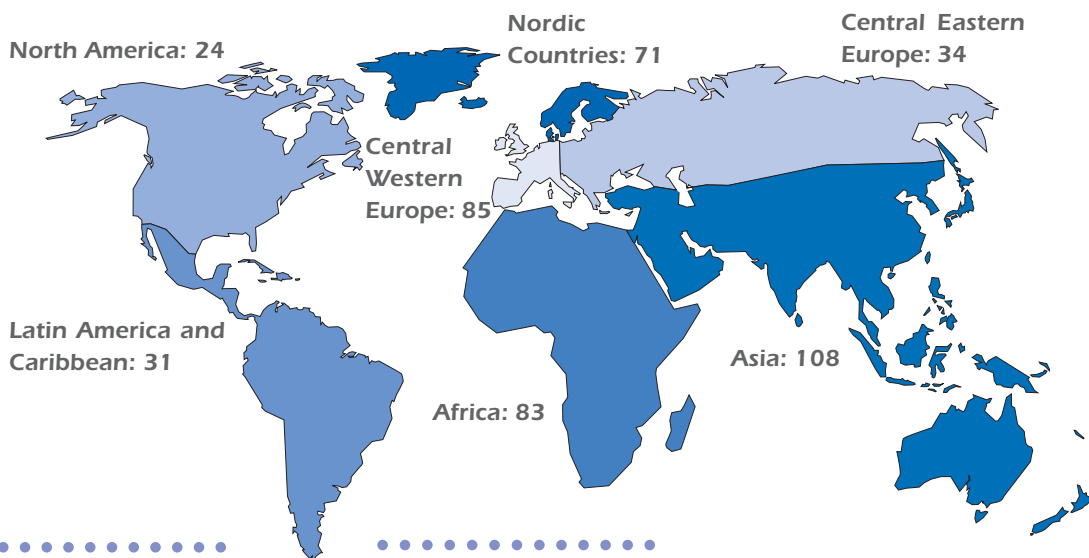 North America: 24
Nordic
Countries: 71
Central Eastern
Europe: 34
Central
Western
Europe: 85
Latin America and
Caribbean: 31
Asia: 108
Africa: 83